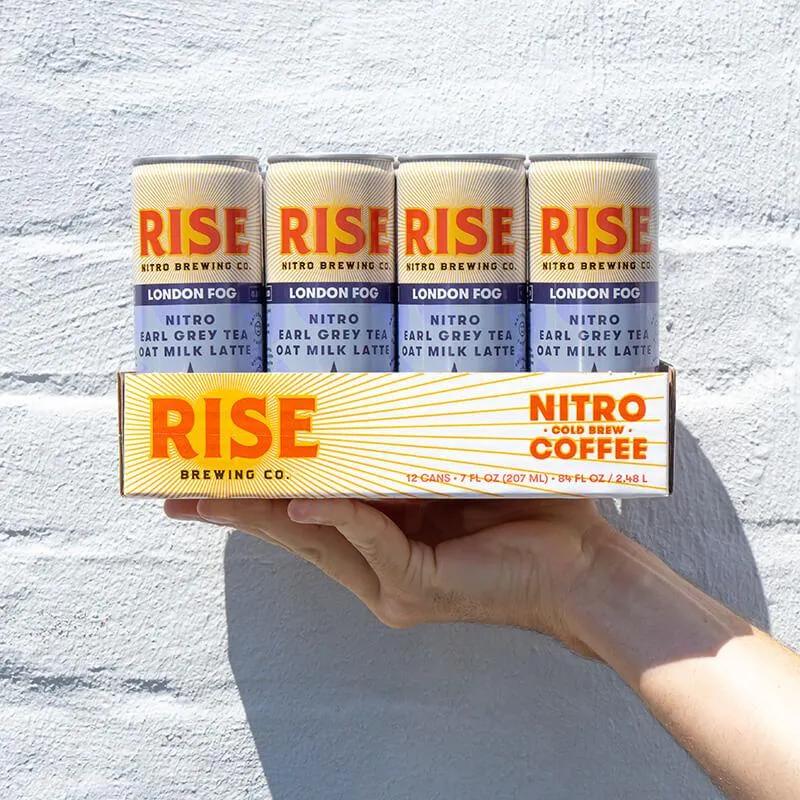 RISE
NITRO BREWING CO.
LONDON FOG
NITRO
EARL GREY TEA
OAT MILK LATTE
RISE
NITRO BREWING CO.
LONDON FOG
NITRO
EARL GREY TEA
OAT MILK LATTE
RISE
NITRO BREWING CO.
LONDON FOG
NITRO
EARL GREY TEA
OAT MILK LATTE
RISE
NITRO BREWING CO.
LONDON FOG
NITRO
EARL GREY TEA
OAT MILK LATTE
RISE
BREWING CO.
NITRO
• COLD BREW •
COFFEE
12 CANS • 7 FL OZ (207 ML) • 84 FL OZ / 2.48 L